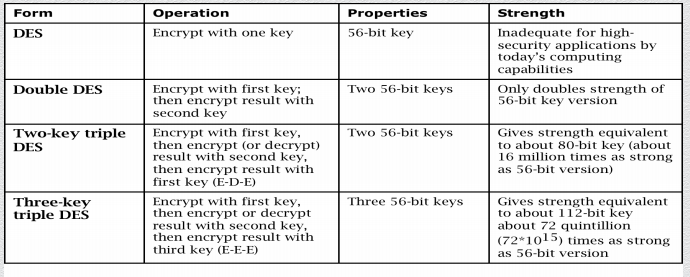 Form Operation Properties Strength
DES Encrypt with one key 56-bit key Inadequate for high-
security applications by
today's computing
capabilities
Double DES Encrypt with first key; Two 56-bit keys Only doubles strength of
then encrypt result with 56-bit key version
second key
Two-key triple Encrypt with first key, Two 56-bit keys Gives strength equivalent
DES then encrypt (or decrypt) to about 80-bit key (about
result with second key, 16 million times as strong
then encrypt result with as 56-bit version)
first key (E-D-E)
Three-key Encrypt with first key, Three 56-bit keys Gives strength equivalent
triple DES then encrypt or decrypt to about 112-bit key
result with second key, about 72 quintillion
then encrypt result with (72*10^15) times as strong
third key (E-E-E) as 56-bit version